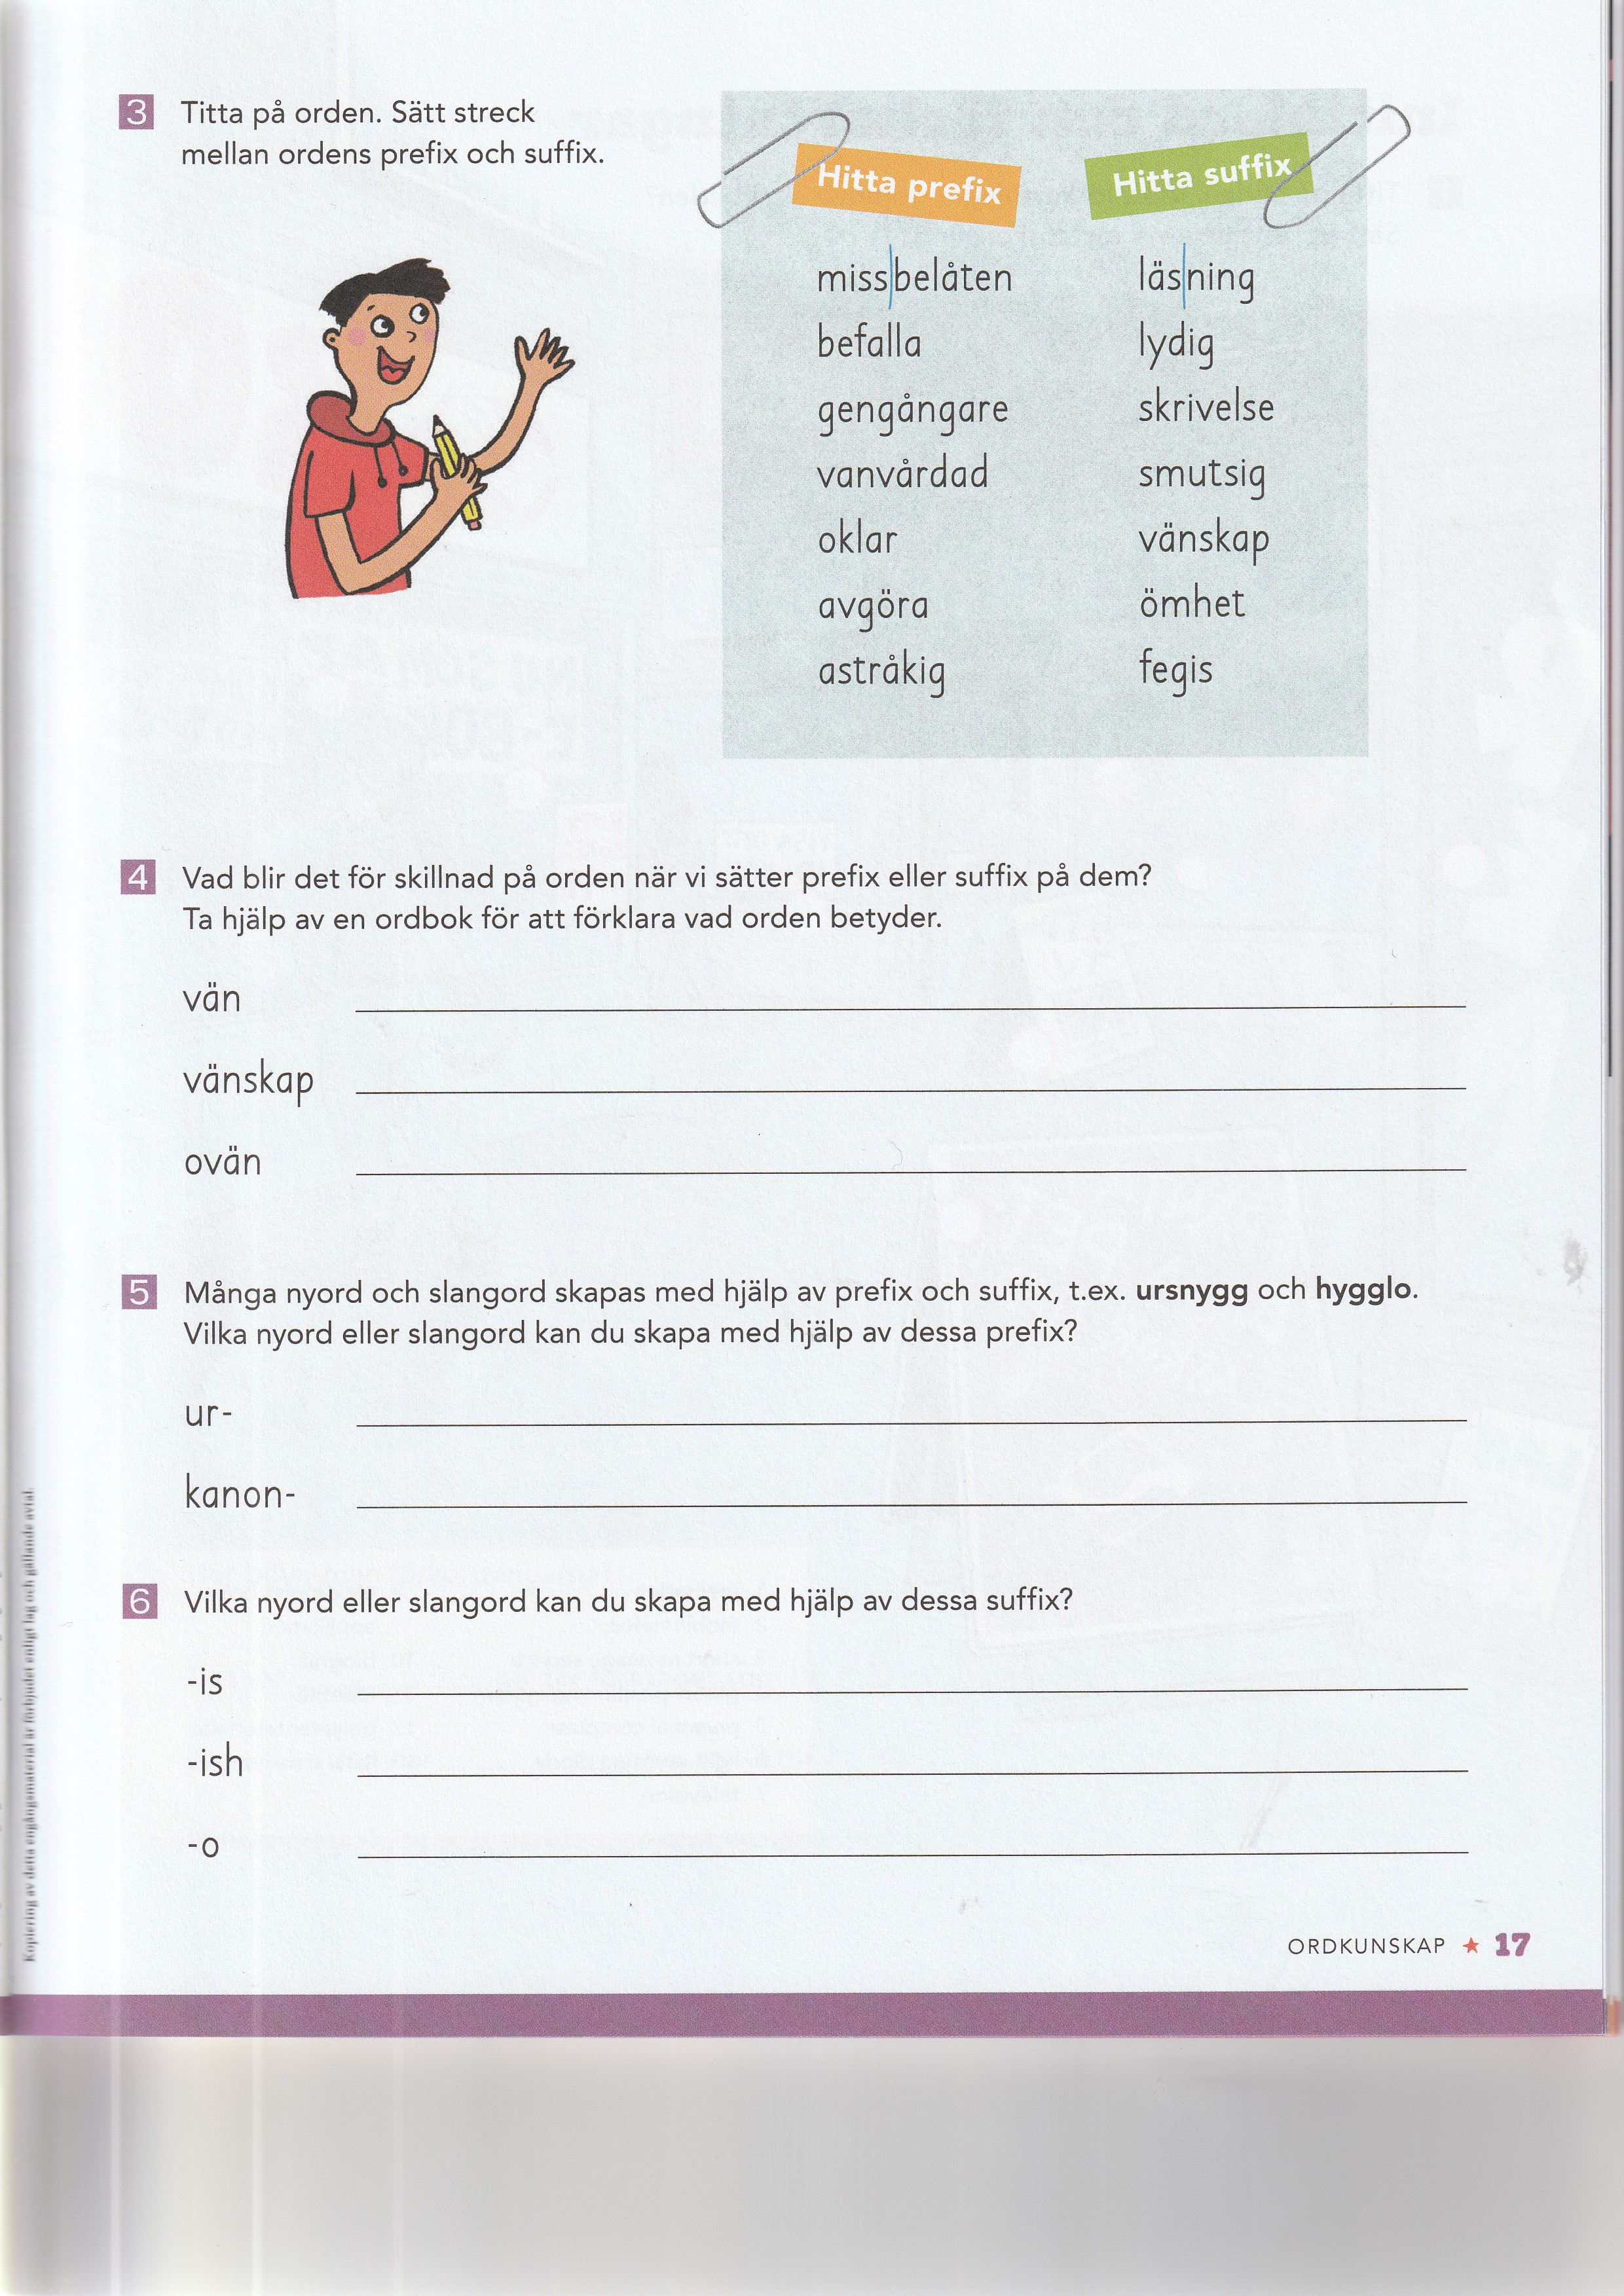 3 Titta på orden. Sätt streck
mellan ordens prefix och suffix.
Hitta prefix
missbelåten
befalla
gengångare
vanvårdad
oklar
avgöra
astråkig
Hitta suffix
läsning
lydig
skrivelse
smutsig
vänskap
ömhet
fegis
4 Vad blir det för skillnad på orden när vi sätter prefix eller suffix på dem?
Ta hjälp av en ordbok för att förklara vad orden betyder.
vän
vänskap
ovän
5 Många nyord och slangord skapas med hjälp av prefix och suffix, t.ex. ursnygg och hygglo.
Vilka nyord eller slangord kan du skapa med hjälp av dessa prefix?
ur-
kanon-
6 Vilka nyord eller slangord kan du skapa med hjälp av dessa suffix?
-is
-ish
-o
Kopiering av detta engångsmaterial är förbjudet enligt lag och gällande avtal.
ORDKUNSKAP ★ 17